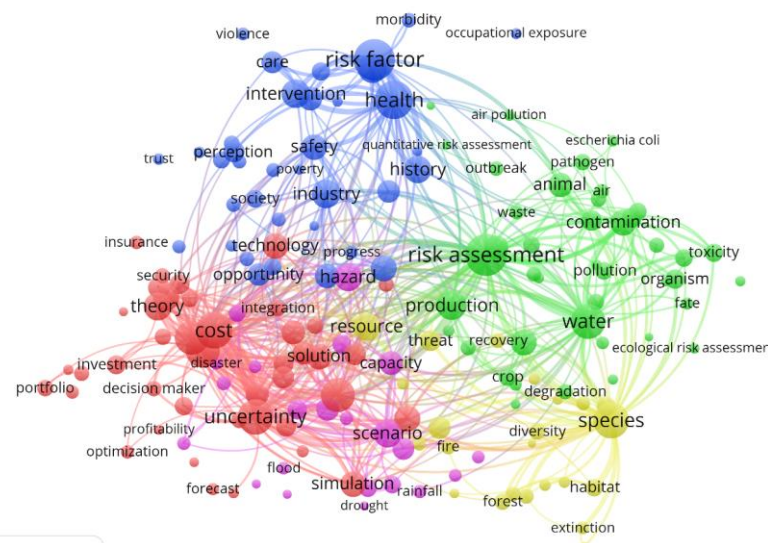 morbidity
violence
occupational exposure
care
risk factor
intervention
health
air pollution
quantitative risk assessment
escherichia coli
trust
perception
safety
poverty
history
outbreak
pathogen
animal
air
society
industry
waste
contamination
insurance
technology
progress
risk assessment
toxicity
security
opportunity
hazard
pollution
organism
theory
integration
production
fate
cost
resource
water
threat
recovery
ecological risk assessmen
disaster
solution
capacity
investment
portfolio
decision maker
crop
degradation
uncertainty
species
profitability
scenario
diversity
optimization
fire
flood
forecast
simulation
rainfall
drought
forest
habitat
extinction